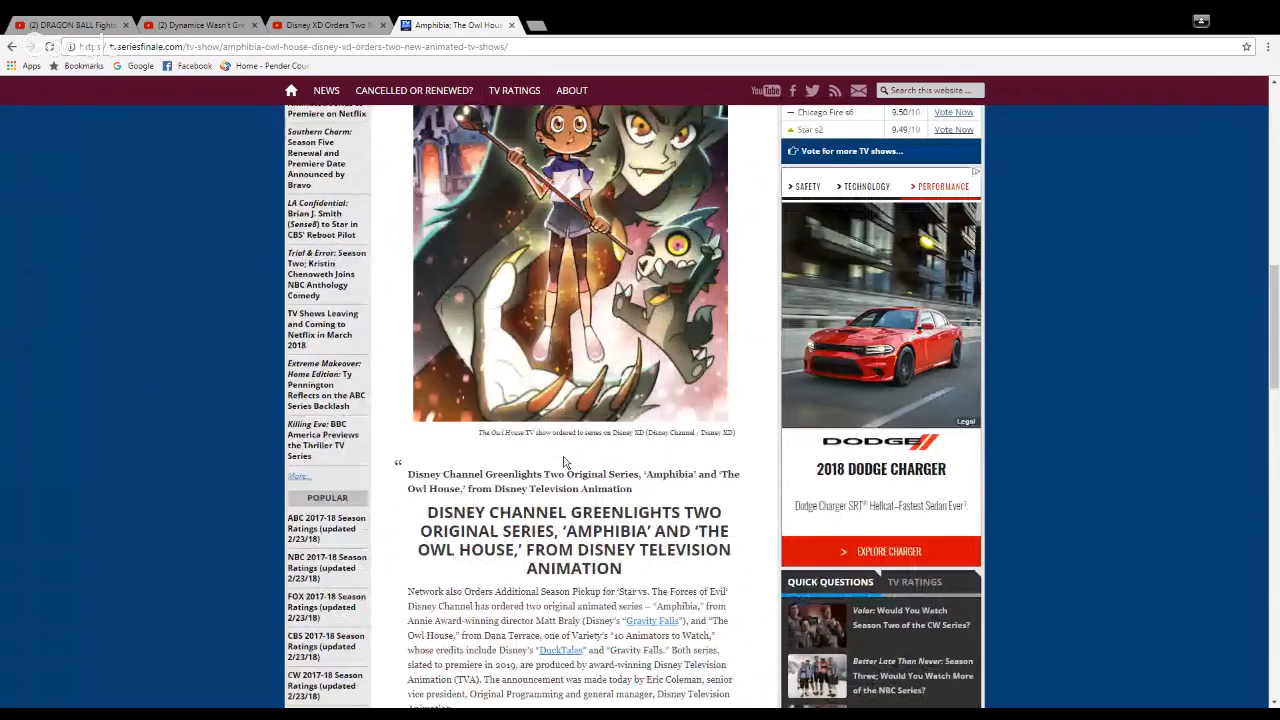 (2) DRAGON BALL Fighte
(2) Dynamice Wasn't Gre
Disney XD Orders Two N
Amphibia; The Owl Hous
tvseriesfinale.com/tv-show/amphibia-owl-house-disney-xd-orders-two-new-animated-tv-shows/
Apps Bookmarks Google Facebook Home - Pender Cou
NEWS CANCELLED OR RENEWED? TV RATINGS ABOUT
YouTube
Search this website ...
Animated Series to
Premiere on Netflix
Southern Charm:
Season Five
Renewal and
Premiere Date
Announced by
Bravo
LA Confidential:
Brian J. Smith
(Sense8) to Star in
CBS' Reboot Pilot
Trial & Error: Season
Two; Kristin
Chenoweth Joins
NBC Anthology
Comedy
TV Shows Leaving
and Coming to
Netflix in March
2018
Extreme Makeover:
Home Edition: Ty
Pennington
Reflects on the ABC
Series Backlash
Killing Eve: BBC
America Previews
the Thriller TV
Series
More...
POPULAR
ABC 2017-18 Season
Ratings (updated
2/23/18)
NBC 2017-18 Season
Ratings (updated
2/23/18)
FOX 2017-18 Season
Ratings (updated
2/23/18)
CBS 2017-18 Season
Ratings (updated
2/23/18)
CW 2017-18 Season
Ratings (updated
2/23/18)
The Owl House TV show ordered to series on Disney XD (Disney Channel / Disney XD)
“
Disney Channel Greenlights Two Original Series, ‘Amphibia’ and ‘The
Owl House,’ from Disney Television Animation
DISNEY CHANNEL GREENLIGHTS TWO
ORIGINAL SERIES, ‘AMPHIBIA’ AND ‘THE
OWL HOUSE,’ FROM DISNEY TELEVISION
ANIMATION
Network also Orders Additional Season Pickup for ‘Star vs. The Forces of Evil’
Disney Channel has ordered two original animated series – "Amphibia," from
Annie Award-winning director Matt Braly (Disney's “Gravity Falls”), and “The
Owl House,” from Dana Terrace, one of Variety's “10 Animators to Watch,”
whose credits include Disney's “DuckTales” and “Gravity Falls.” Both series,
slated to premiere in 2019, are produced by award-winning Disney Television
Animation (TVA). The announcement was made today by Eric Coleman, senior
vice president, Original Programming and general manager, Disney Television
Chicago Fire s6 9.50/10 Vote Now
Star s2 9.49/10 Vote Now
Vote for more TV shows...
> SAFETY > TECHNOLOGY > PERFORMANCE
Legal
DODGE
2018 DODGE CHARGER
Dodge Charger SRT® Hellcat–Fastest Sedan Ever¹.
> EXPLORE CHARGER
QUICK QUESTIONS TV RATINGS
Valor: Would You Watch
Season Two of the CW Series?
Better Late Than Never: Season
Three; Would You Watch More
of the NBC Series?